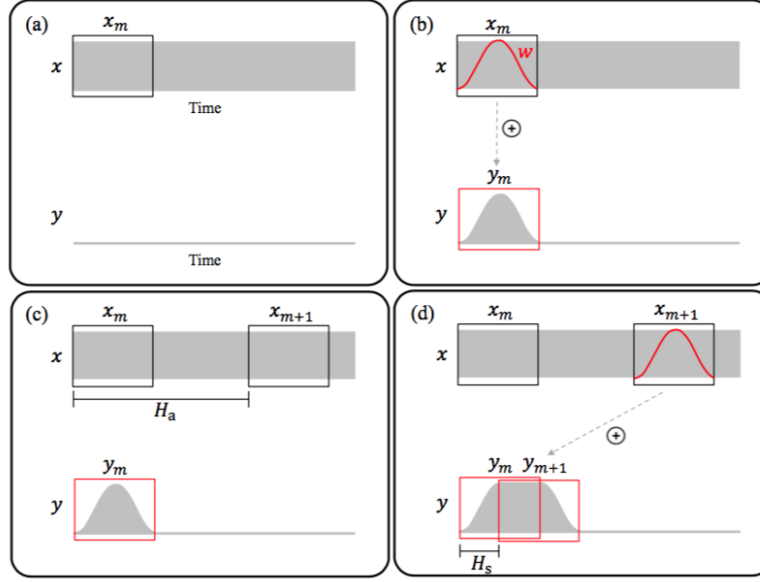 (a)
x_m
x
Time
y
Time
(b)
x_m
w
x
y_m
y
(c)
x_m
x_{m+1}
x
H_a
y_m
y
(d)
x_m
x_{m+1}
x
y_m
y_{m+1}
y
H_s